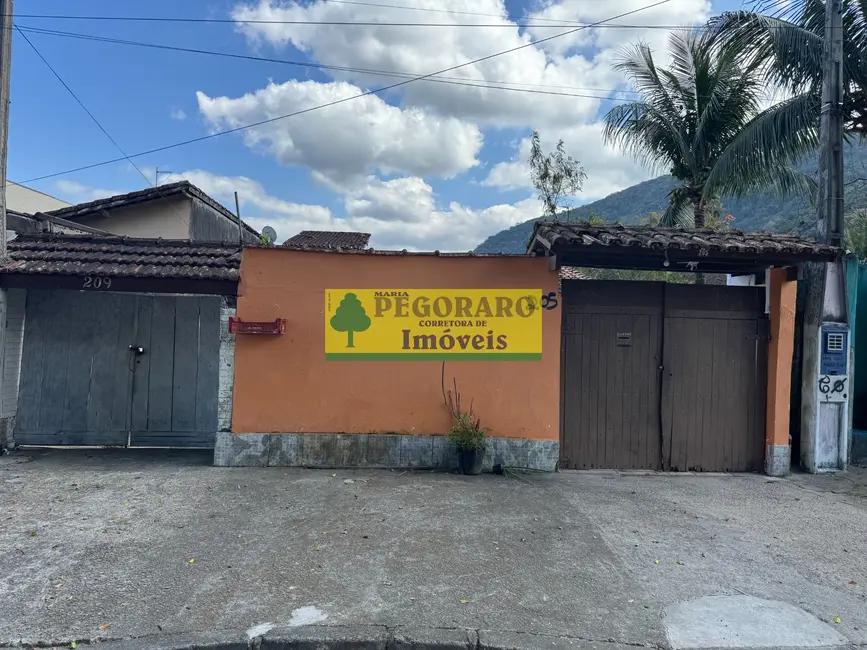 209
205
MARIA
PEGORARO
CORRETORA DE
Imóveis